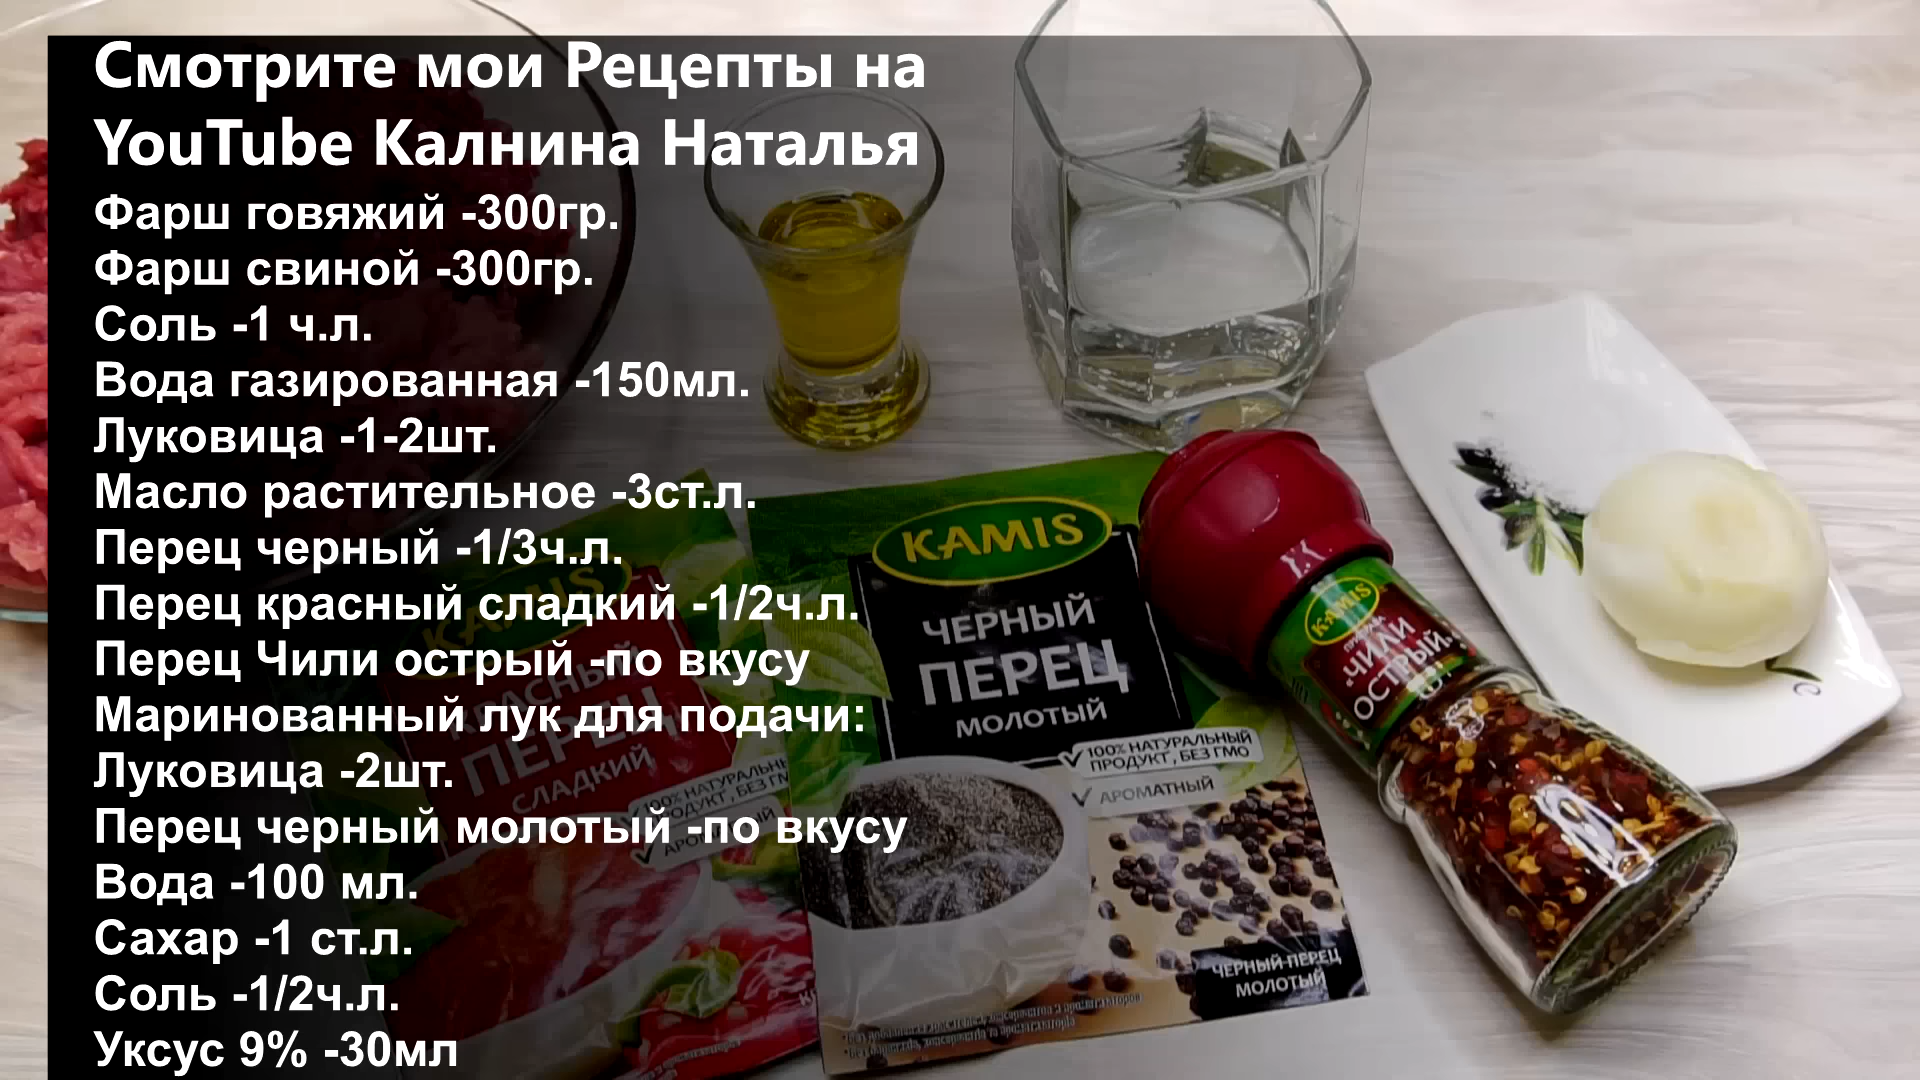 Смотрите мои Рецепты на
YouTube Калнина Наталья
Фарш говяжий -300гр.
Фарш свиной -300гр.
Соль -1 ч.л.
Вода газированная -150мл.
Луковица -1-2шт.
Масло растительное -3ст.л.
Перец черный -1/3ч.л.
Перец красный сладкий -1/2ч.л.
Перец Чили острый -по вкусу
Маринованный лук для подачи:
Луковица -2шт.
Перец черный молотый -по вкусу
Вода -100 мл.
Сахар -1 ст.л.
Соль -1/2ч.л.
Уксус 9% -30мл
KAMIS
КРАСНЫЙ
ПЕРЕЦ
СЛАДКИЙ
KAMIS
ЧЕРНЫЙ
ПЕРЕЦ
МОЛОТЫЙ
100% НАТУРАЛЬНЫЙ
ПРОДУКТ, БЕЗ ГМО
АРОМАТНЫЙ
ЧЕРНЫЙ ПЕРЕЦ
МОЛОТЫЙ
KAMIS
ЧИЛИ
ОСТРЫЙ